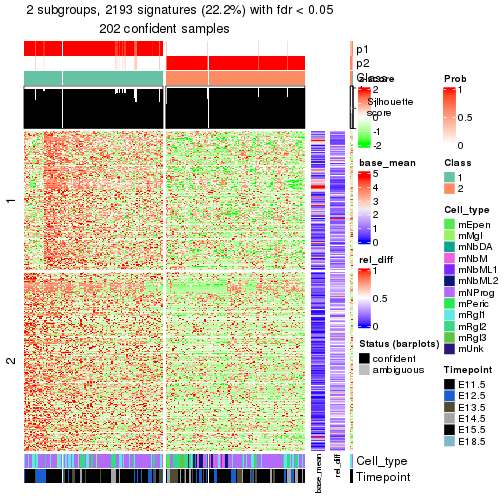 2 subgroups, 2193 signatures (22.2%) with fdr < 0.05
202 confident samples
p1
p2
Class
Silhouette
score
1
2
z-score
2
1
0
-1
-2
base_mean
5
4
3
2
1
0
rel_diff
1
0.5
0
Status (barplots)
confident
ambiguous
Prob
1
0.5
0
Class
1
2
Cell_type
mEpen
mMgl
mNbDA
mNbM
mNbML1
mNbML2
mNProg
mPeric
mRgl1
mRgl2
mRgl3
mUnk
Timepoint
E11.5
E12.5
E13.5
E14.5
E15.5
E18.5
Cell_type
Timepoint
base_mean
rel_diff